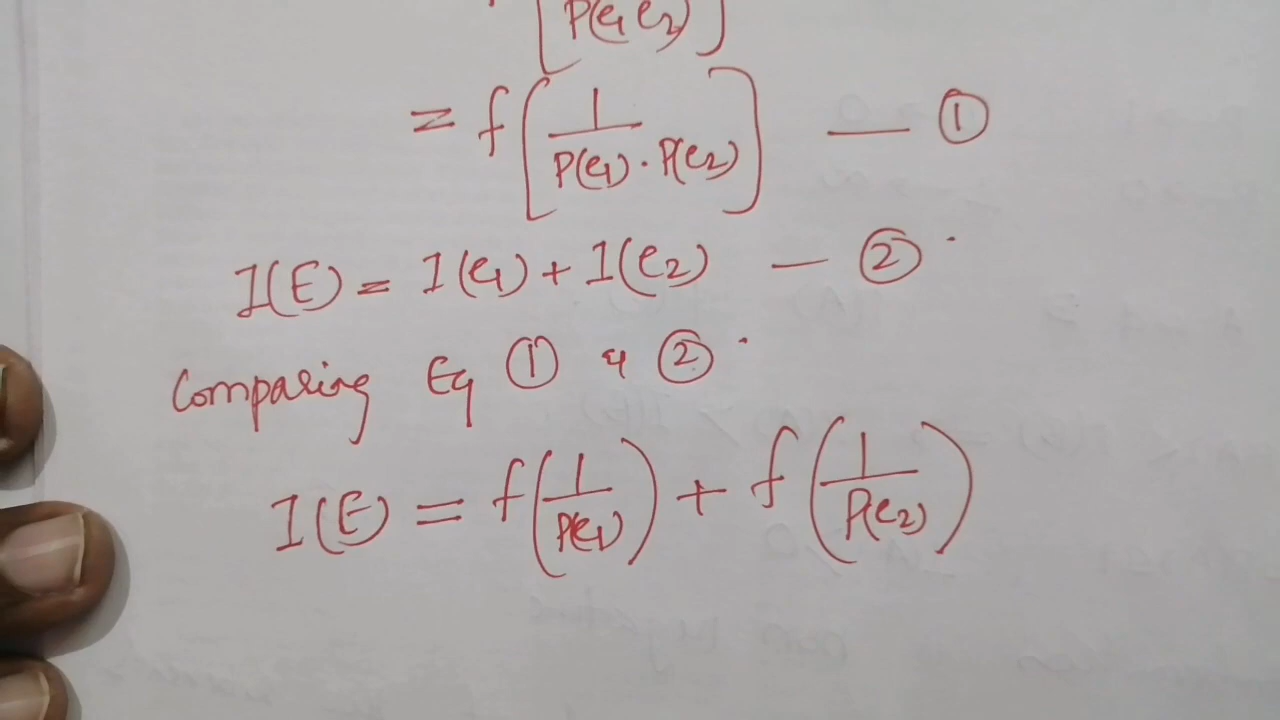 [P(e1 e2)]
= f[1/P(e1)·P(e2)] — ①
I(E) = I(e1) + I(e2) — ②
Comparing Eq ① & ②
I(E) = f(1/P(e1)) + f(1/P(e2))